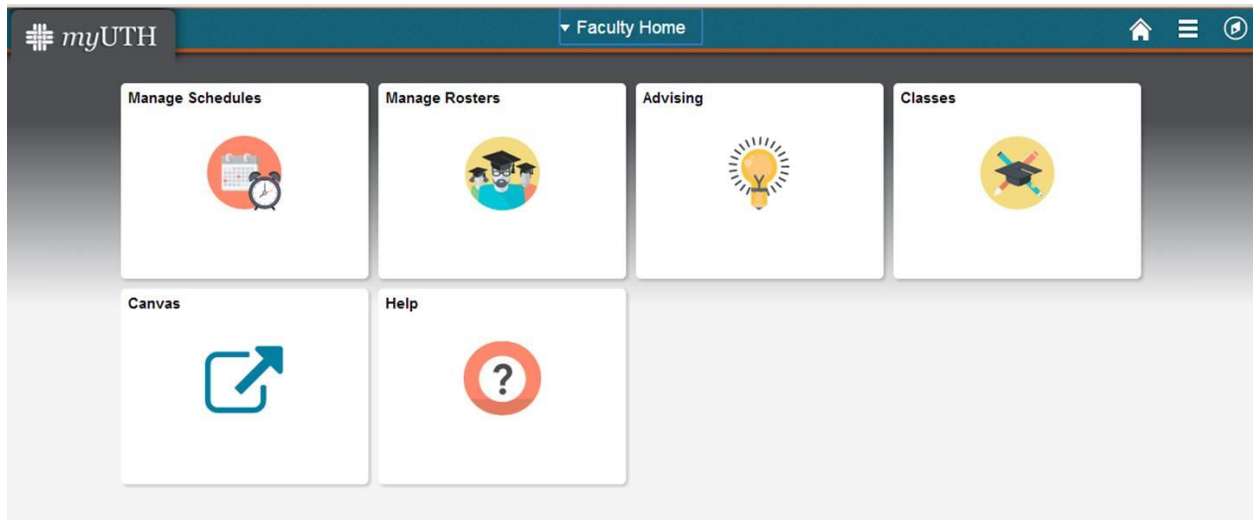 myUTH
Faculty Home
Manage Schedules
Manage Rosters
Advising
Classes
Canvas
Help
?